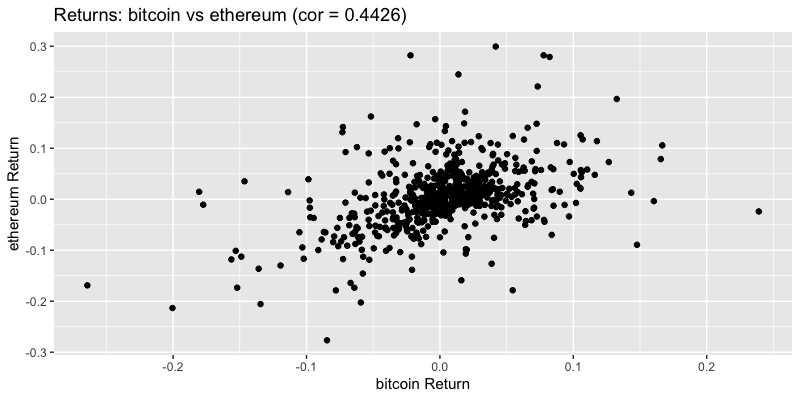 Returns: bitcoin vs ethereum (cor = 0.4426)
0.3
0.2
0.1
0.0
-0.1
-0.2
-0.3
ethereum Return
-0.2 -0.1 0.0 0.1 0.2
bitcoin Return